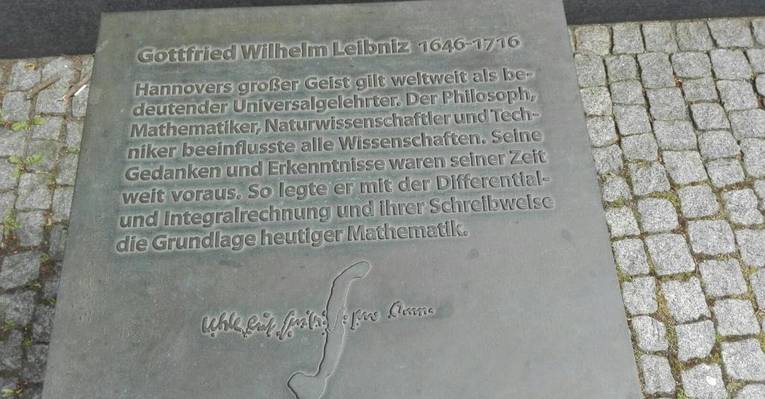 Gottfried Wilhelm Leibniz 1646-1716
Hannovers großer Geist gilt weltweit als be-
deutender Universalgelehrter. Der Philosoph,
Mathematiker, Naturwissenschaftler und Tech-
niker beeinflusste alle Wissenschaften. Seine
Gedanken und Erkenntnisse waren seiner Zeit
weit voraus. So legte er mit der Differential-
und Integralrechnung und ihrer Schreibweise
die Grundlage heutiger Mathematik.